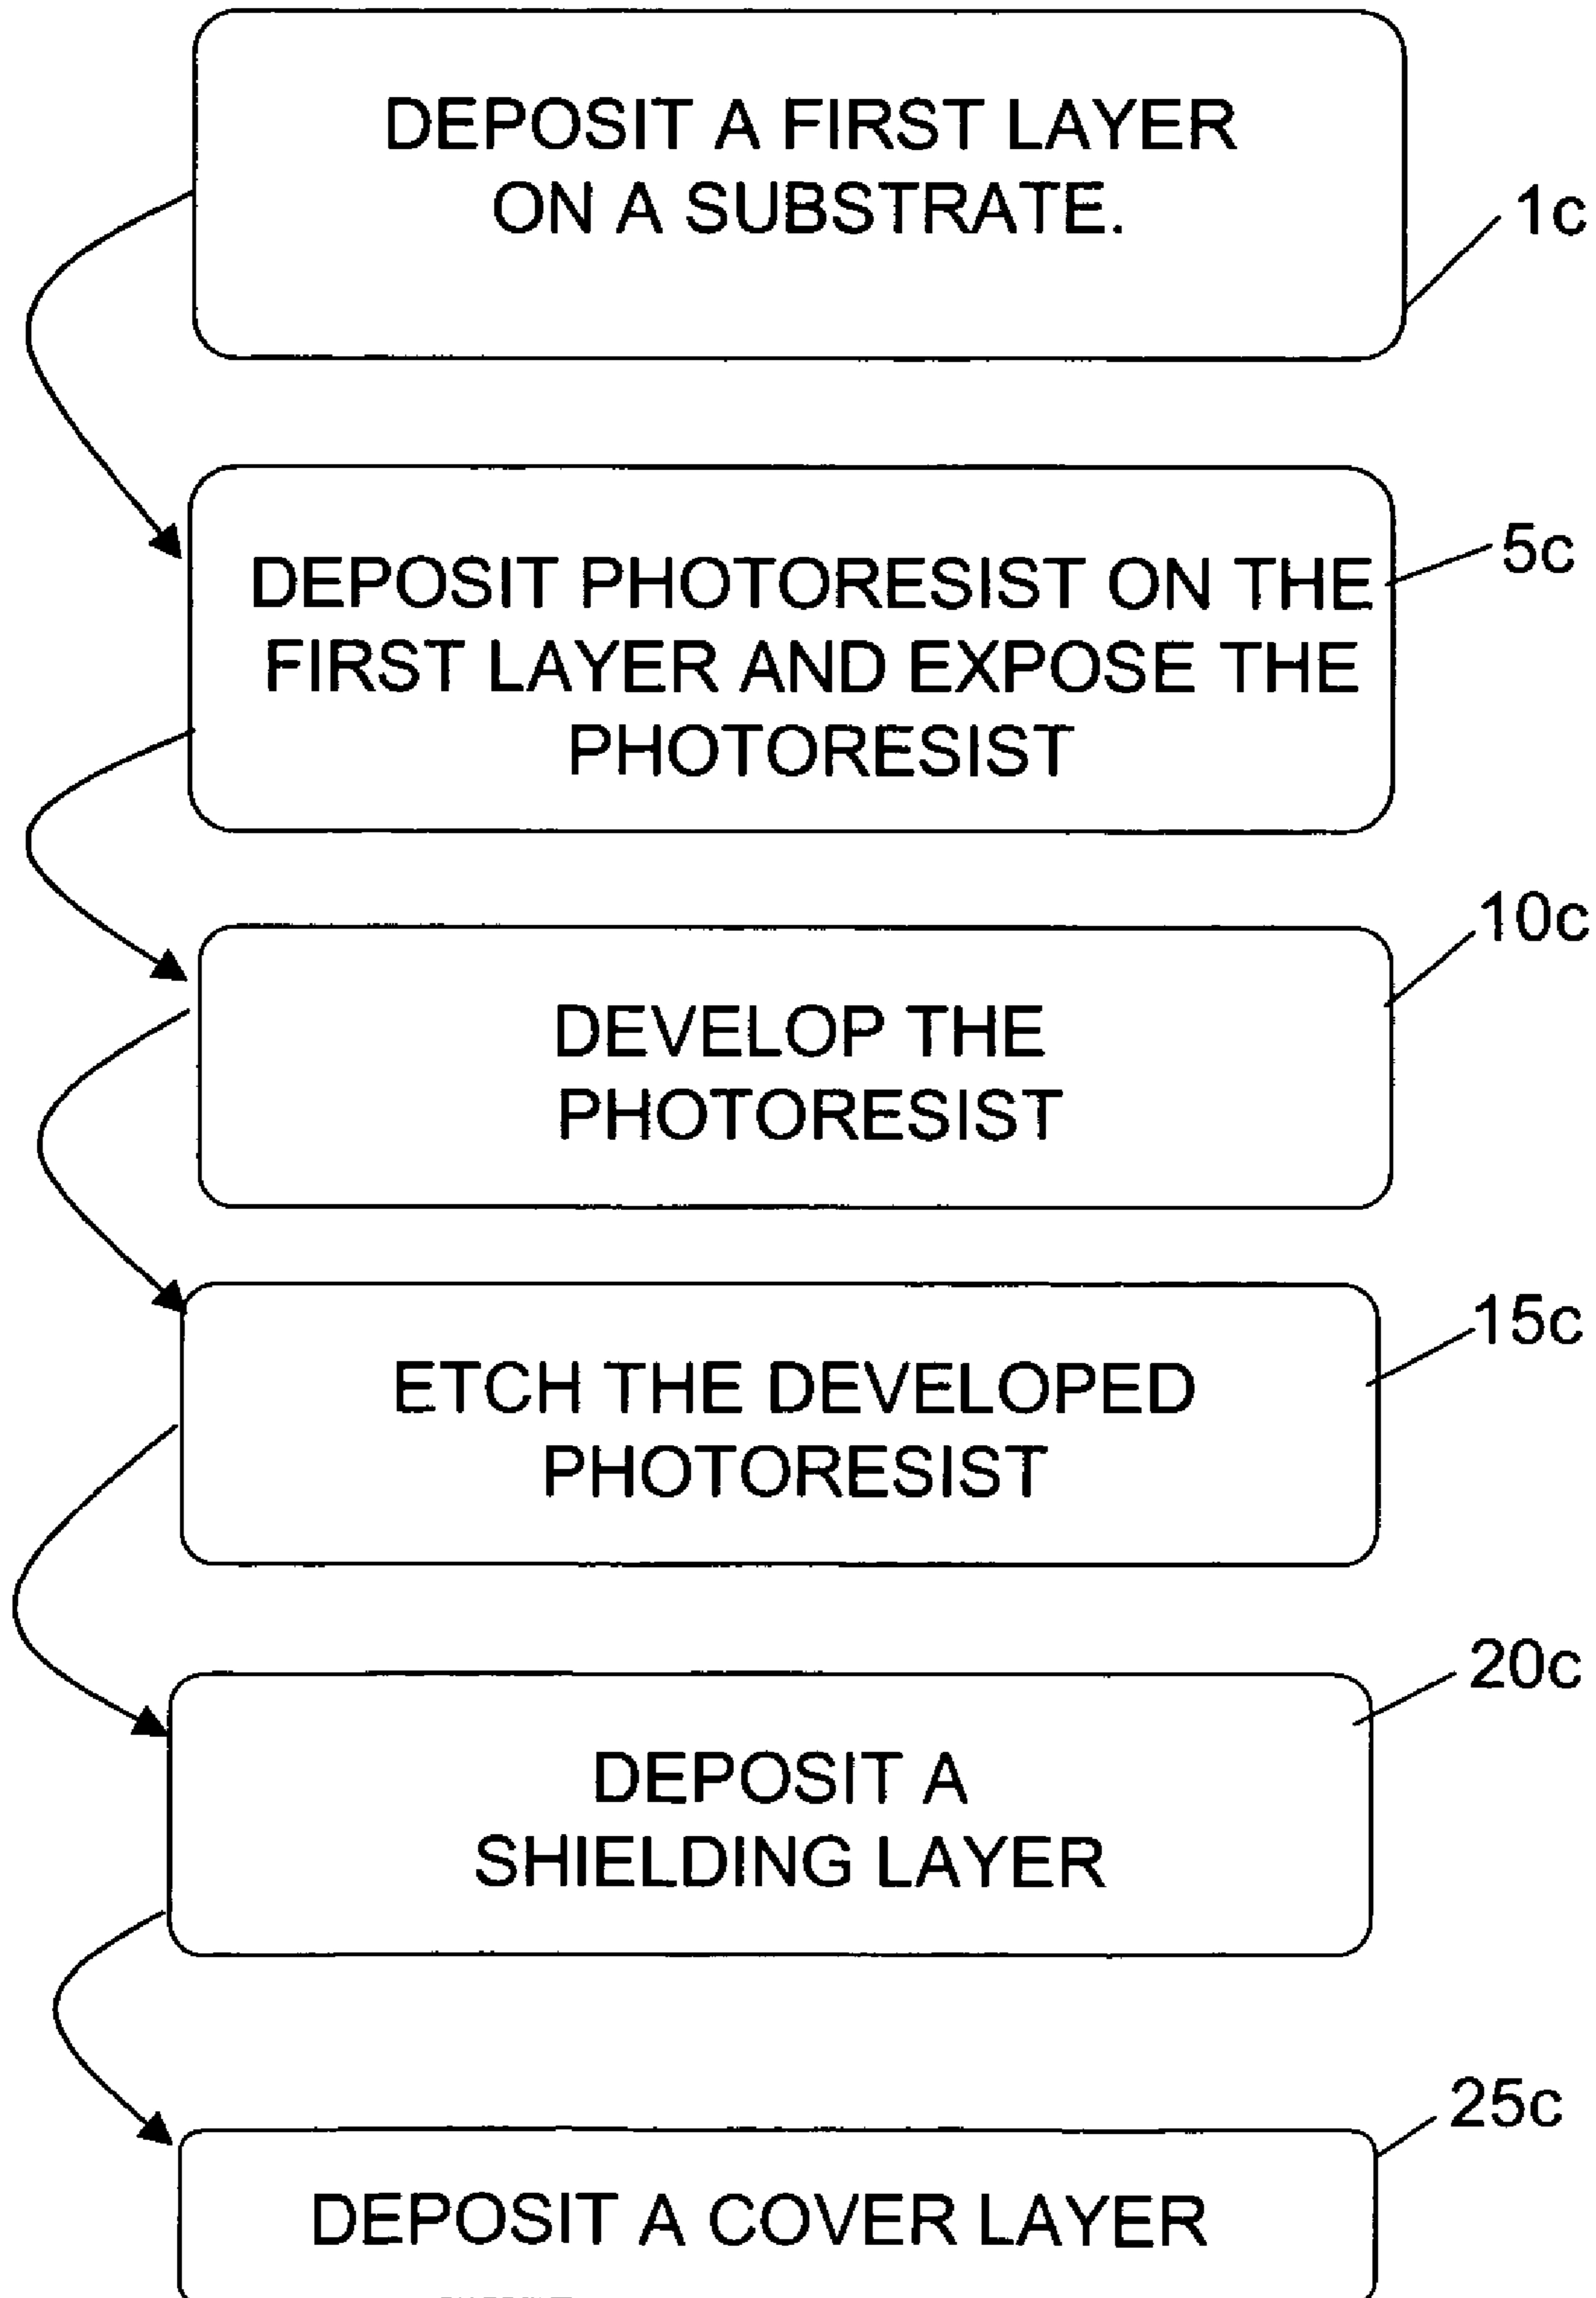 DEPOSIT A FIRST LAYER
ON A SUBSTRATE.
1c
DEPOSIT PHOTORESIST ON THE
FIRST LAYER AND EXPOSE THE
PHOTORESIST
5c
DEVELOP THE
PHOTORESIST
10c
ETCH THE DEVELOPED
PHOTORESIST
15c
DEPOSIT A
SHIELDING LAYER
20c
DEPOSIT A COVER LAYER
25c